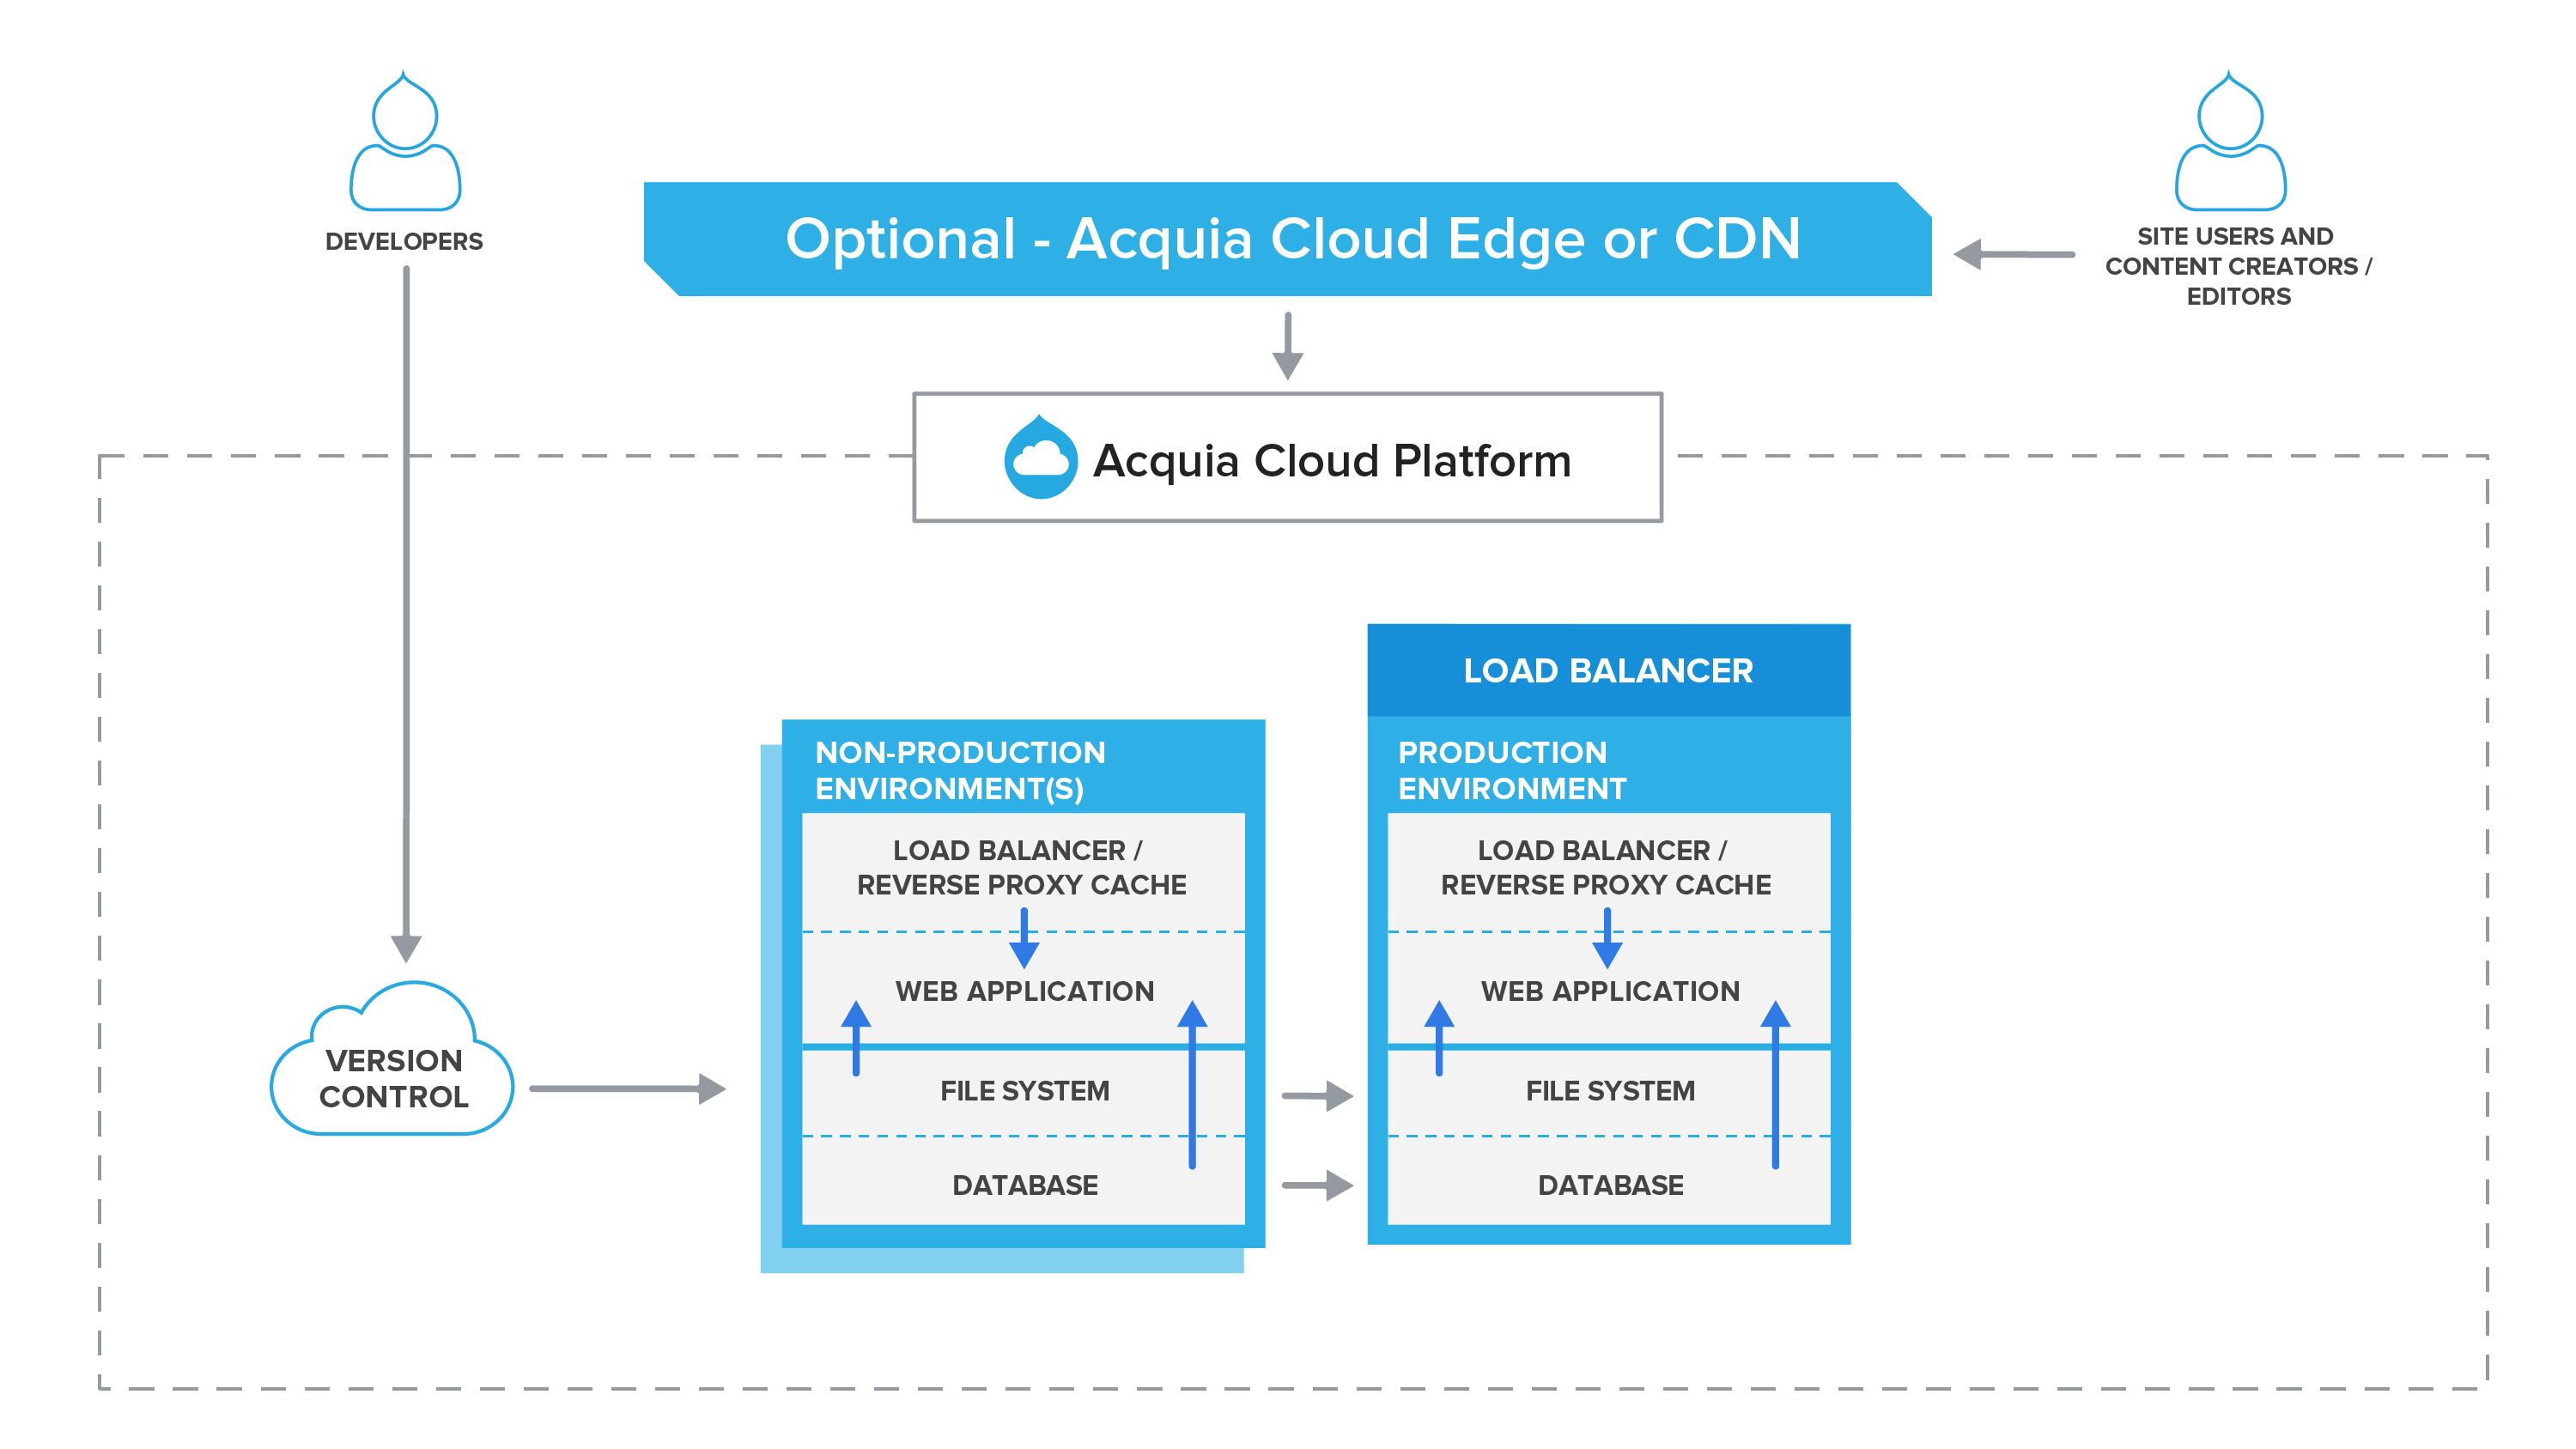 DEVELOPERS
Optional - Acquia Cloud Edge or CDN
SITE USERS AND
CONTENT CREATORS /
EDITORS
Acquia Cloud Platform
VERSION
CONTROL
NON-PRODUCTION
ENVIRONMENT(S)
LOAD BALANCER /
REVERSE PROXY CACHE
WEB APPLICATION
FILE SYSTEM
DATABASE
LOAD BALANCER
PRODUCTION
ENVIRONMENT
LOAD BALANCER /
REVERSE PROXY CACHE
WEB APPLICATION
FILE SYSTEM
DATABASE